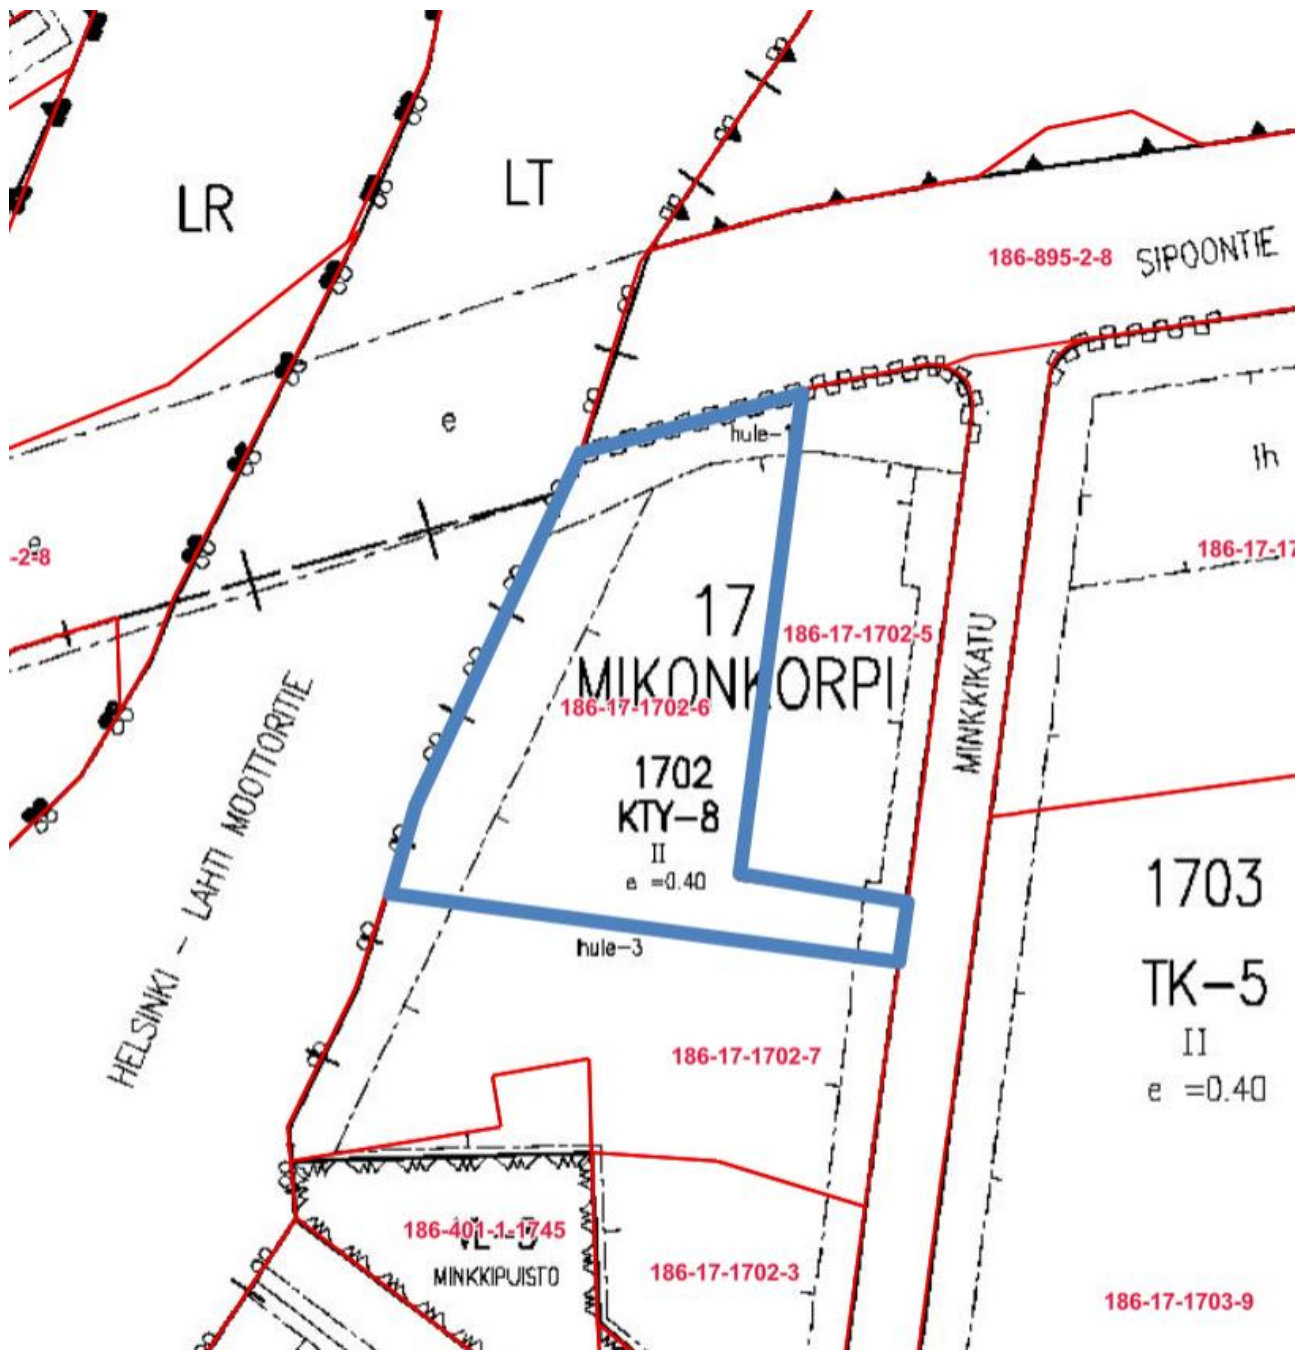 LR
LT
186-895-2-8
SIPOONTIE
e
hule-
Ih
e
-2-8
186-17-17
17
186-17-1702-5
MIKONKORPI
186-17-1702-6
MINKKIKATU
HELSINKI - LAHTI MOOTTORITIE
1702
KTY-8
II
e =0.40
1703
hule-3
TK-5
II
e =0.40
186-17-1702-7
186-401-1-1745
MINKKIPUISTO
186-17-1702-3
186-17-1703-9